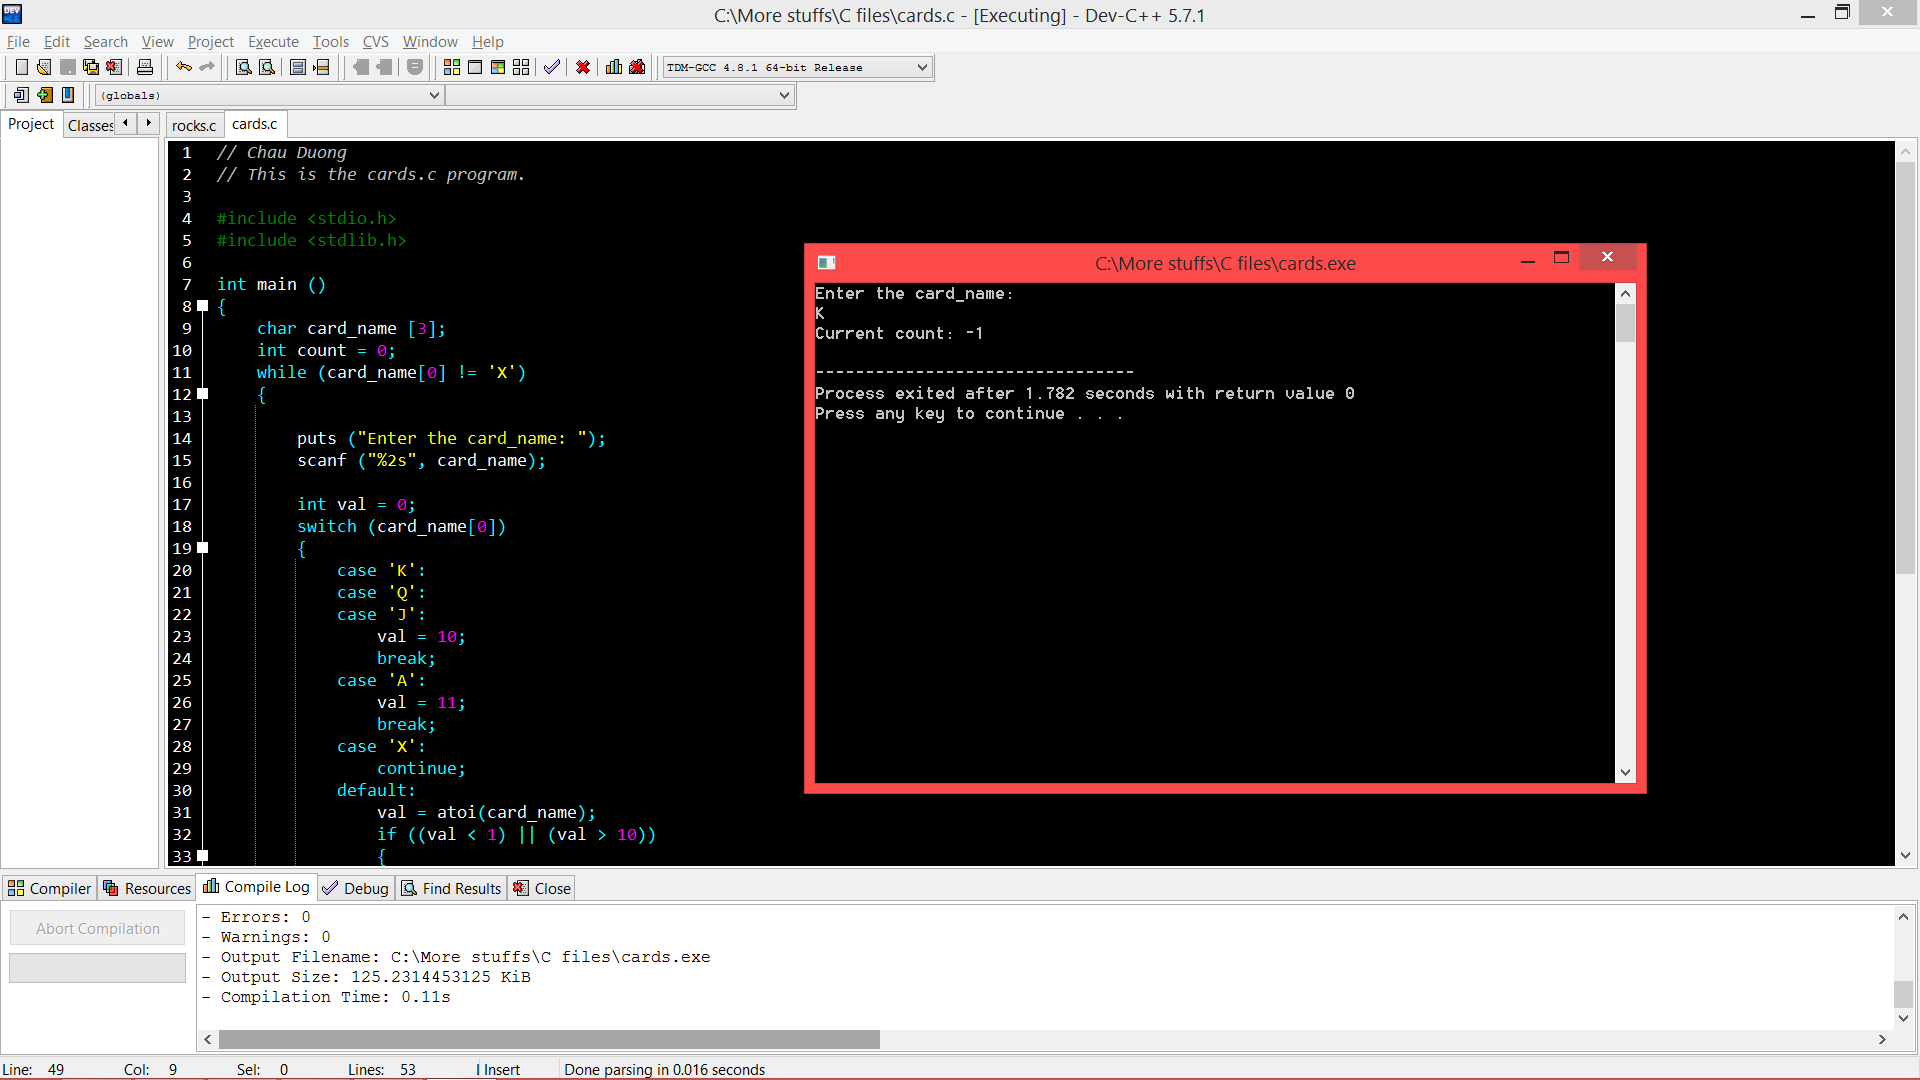 C:\More stuffs\C files\cards.c - [Executing] - Dev-C++ 5.7.1
File Edit Search View Project Execute Tools CVS Window Help
TDM-GCC 4.8.1 64-bit Release
(globals)
Project Classes rocks.c cards.c
1 // Chau Duong
2 // This is the cards.c program.
3
4 #include <stdio.h>
5 #include <stdlib.h>
6
7 int main ()
8 {
9 char card_name [3];
10 int count = 0;
11 while (card_name[0] != 'X')
12 {
13
14 puts ("Enter the card_name: ");
15 scanf ("%2s", card_name);
16
17 int val = 0;
18 switch (card_name[0])
19 {
20 case 'K':
21 case 'Q':
22 case 'J':
23 val = 10;
24 break;
25 case 'A':
26 val = 11;
27 break;
28 case 'X':
29 continue;
30 default:
31 val = atoi(card_name);
32 if ((val < 1) || (val > 10))
33 {
C:\More stuffs\C files\cards.exe
Enter the card_name:
K
Current count: -1
--------------------------------
Process exited after 1.782 seconds with return value 0
Press any key to continue . . .
Compiler Resources Compile Log Debug Find Results Close
Abort Compilation
- Errors: 0
- Warnings: 0
- Output Filename: C:\More stuffs\C files\cards.exe
- Output Size: 125.2314453125 KiB
- Compilation Time: 0.11s
Line: 49 Col: 9 Sel: 0 Lines: 53 Insert Done parsing in 0.016 seconds